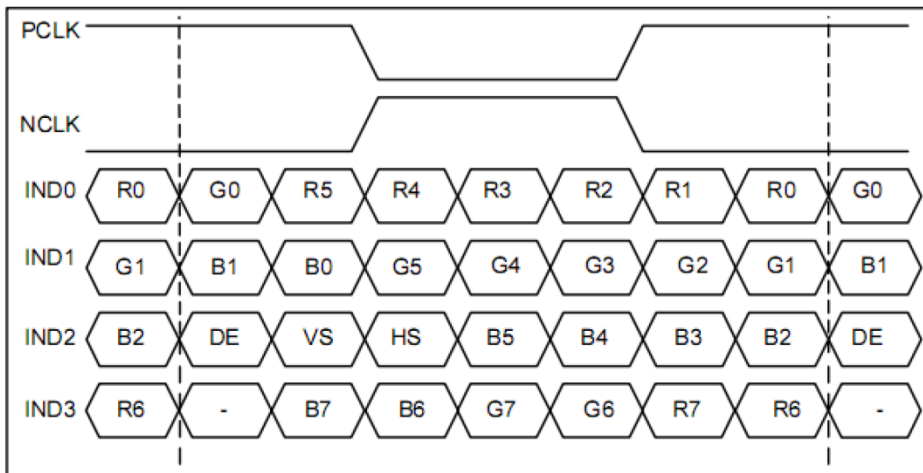 PCLK
NCLK
IND0 R0 G0 R5 R4 R3 R2 R1 R0 G0
IND1 G1 B1 B0 G5 G4 G3 G2 G1 B1
IND2 B2 DE VS HS B5 B4 B3 B2 DE
IND3 R6 - B7 B6 G7 G6 R7 R6 -